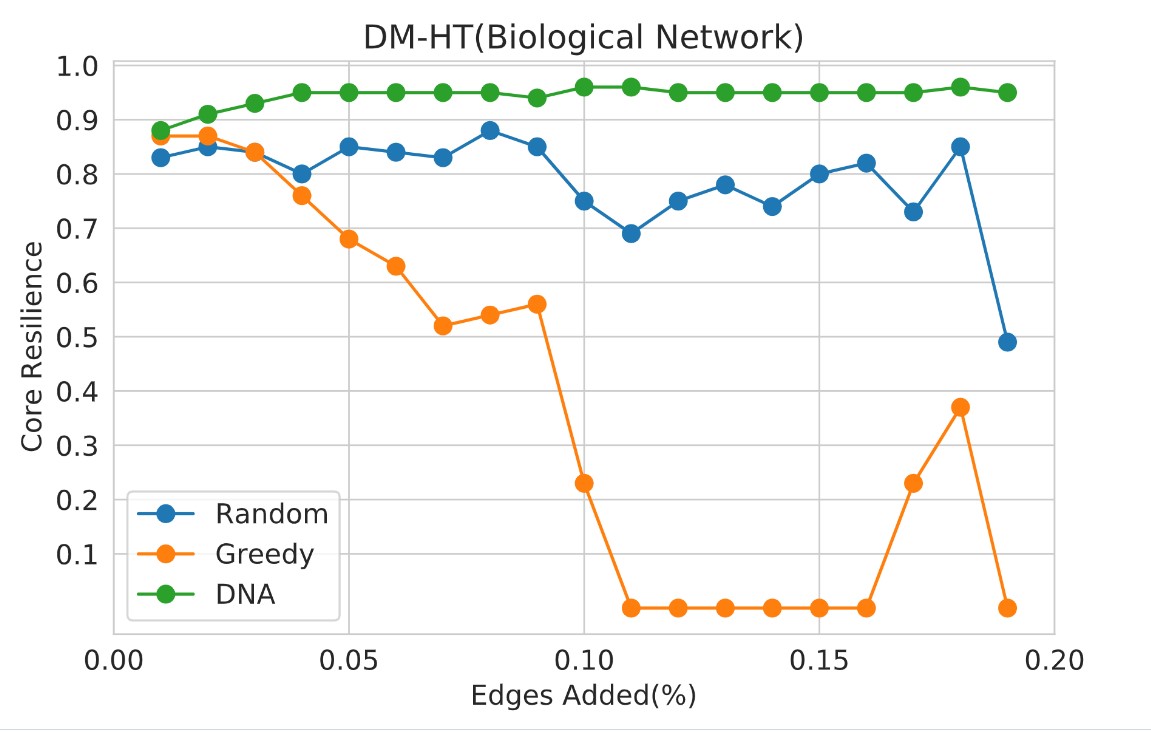 DM-HT(Biological Network)
1.0
0.9
0.8
0.7
0.6
0.5
0.4
0.3
0.2
0.1
Core Resilience
Random
Greedy
DNA
0.00 0.05 0.10 0.15 0.20
Edges Added(%)